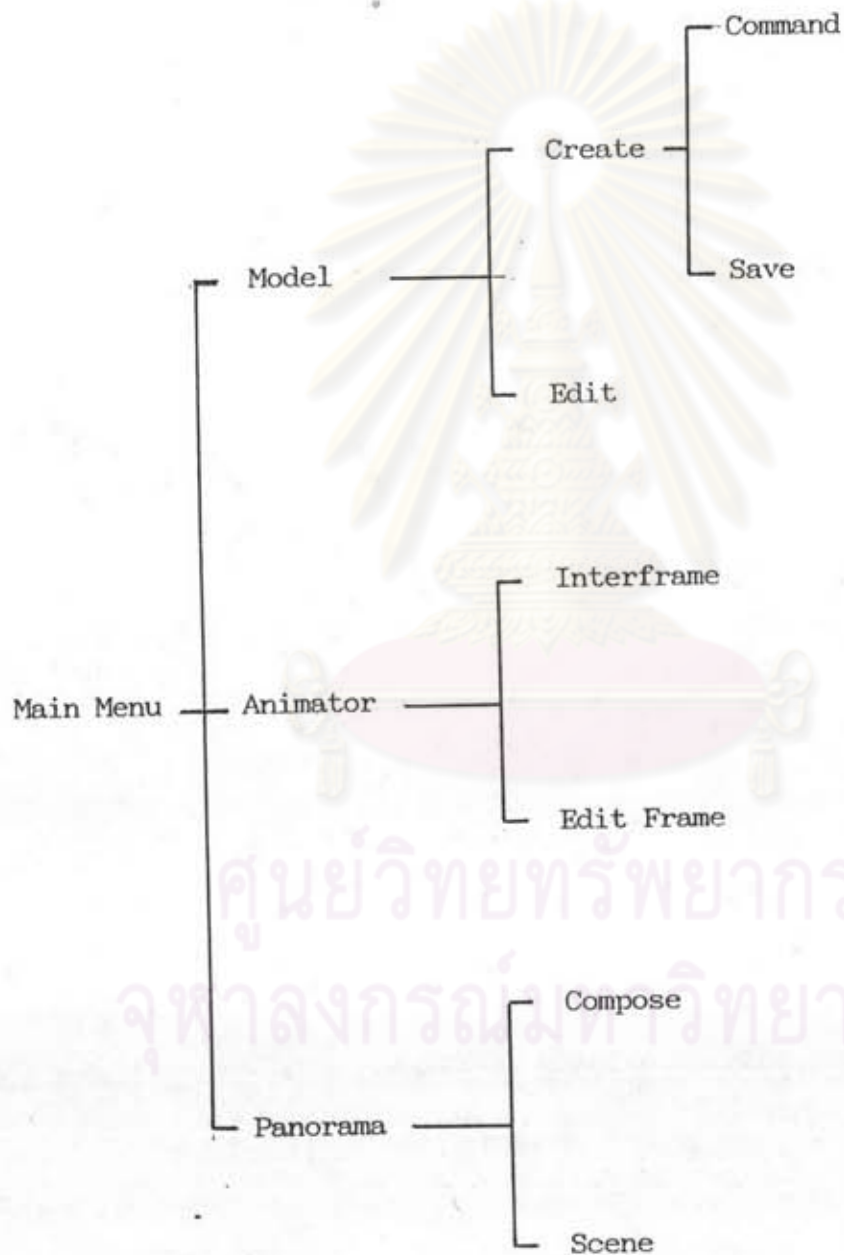 Command
Create
Save
Model
Edit
Interframe
Main Menu
Animator
Edit Frame
ศูนย์วิทยทรัพยากร
จุฬาลงกรณ์มหาวิทยา
Compose
Panorama
Scene